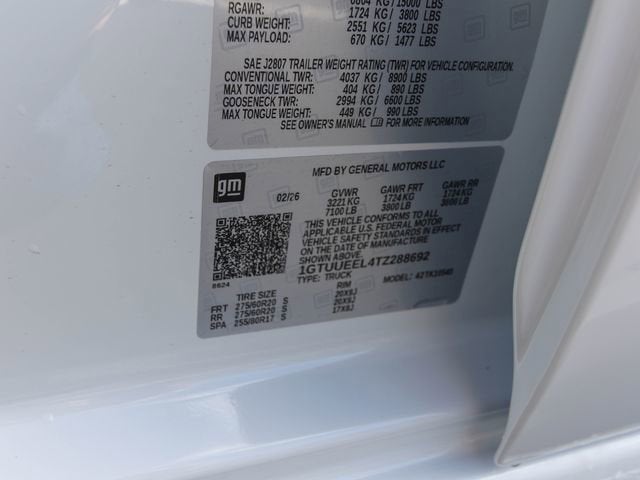 6804 KG/ 15000 LBS
RGAWR: 1724 KG / 3800 LBS
CURB WEIGHT: 2551 KG/ 5623 LBS
MAX PAYLOAD: 670 KG/ 1477 LBS
SAE J2807 TRAILER WEIGHT RATING (TWR) FOR VEHICLE CONFIGURATION.
CONVENTIONAL TWR: 4037 KG/ 8900 LBS
MAX TONGUE WEIGHT: 404 KG / 890 LBS
GOOSENECK TWR: 2994 KG/ 6600 LBS
MAX TONGUE WEIGHT: 449 KG/ 990 LBS
SEE OWNER'S MANUAL FOR MORE INFORMATION
gm
MFD BY GENERAL MOTORS LLC
02/26 GVWR GAWR FRT GAWR RR
3221 KG 1724 KG 1724 KG
7100 LB 3800 LB 3800 LB
THIS VEHICLE CONFORMS TO ALL
APPLICABLE U.S. FEDERAL MOTOR
VEHICLE SAFETY AND THEFT
PREVENTION STANDARDS IN EFFECT
ON THE DATE OF MANUFACTURE
SHOWN ABOVE.
1GTUUEEL4TZ288692
8624
TYPE: TRUCK MODEL:
TIRE SIZE RIM
FRT 275/60R20 S 20X9J
RR 275/60R20 S 20X9J
SPA 255/80R17 S 17X8J